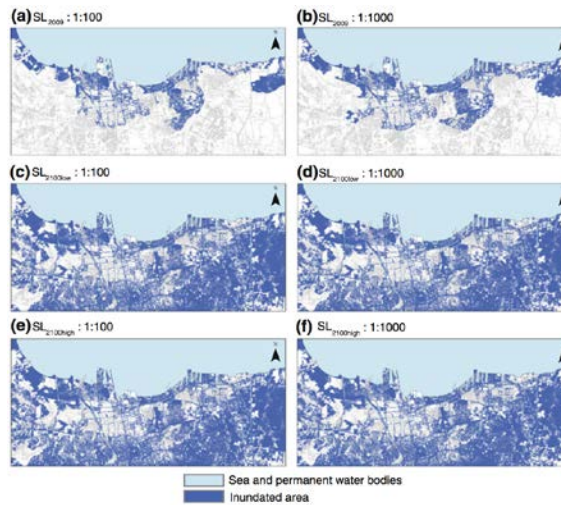 (a) SL2009 : 1:100
(b) SL2009 : 1:1000
(c) SL2100low : 1:100
(d) SL2100low : 1:1000
(e) SL2100high : 1:100
(f) SL2100high : 1:1000
Sea and permanent water bodies
Inundated area